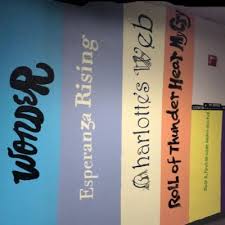 WONDER
Esperanza Rising
Charlotte's Web
Roll of Thunder Hear My Cry